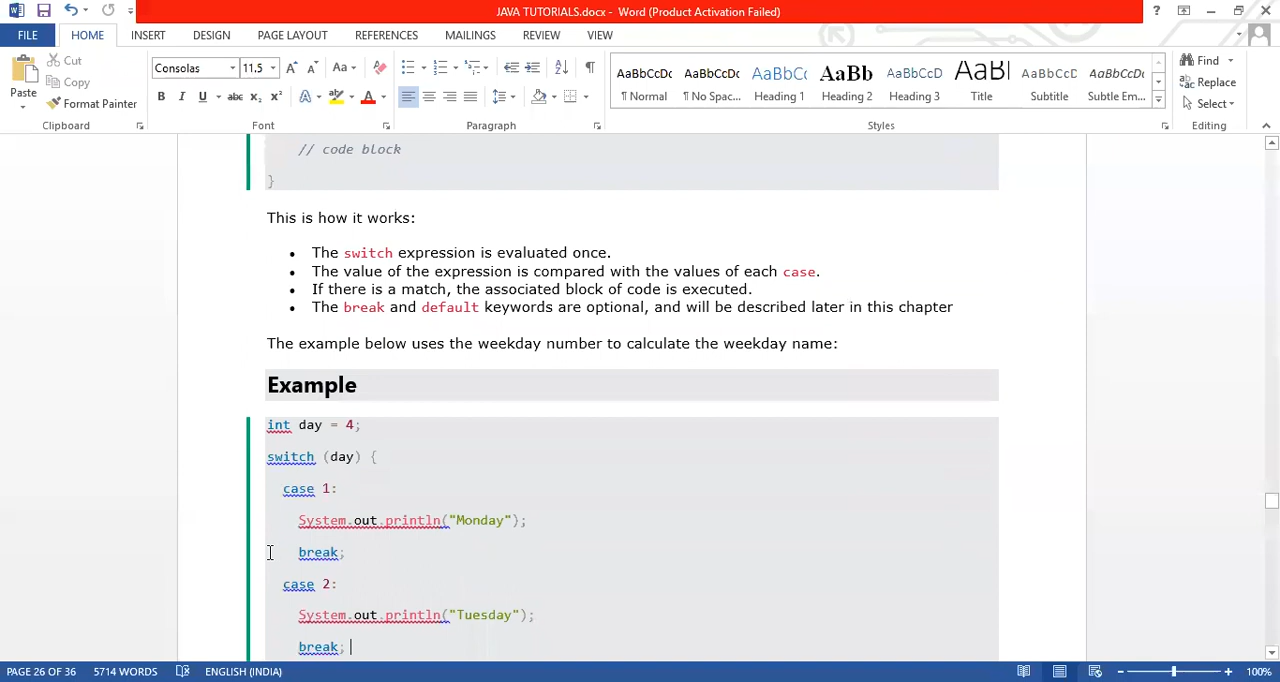 JAVA TUTORIALS.docx - Word (Product Activation Failed)
FILE HOME INSERT DESIGN PAGE LAYOUT REFERENCES MAILINGS REVIEW VIEW
Paste
Cut
Copy
Format Painter
Clipboard
Consolas 11.5
Font
Paragraph
AaBbCcDc AaBbCcDc AaBbCc AaBb AaBbCcD AaBl AaBbCcDc AaBbCcDc
¶ Normal ¶ No Spac... Heading 1 Heading 2 Heading 3 Title Subtitle Subtle Em...
Styles
Find
Replace
Select
Editing
// code block
}
This is how it works:
• The switch expression is evaluated once.
• The value of the expression is compared with the values of each case.
• If there is a match, the associated block of code is executed.
• The break and default keywords are optional, and will be described later in this chapter
The example below uses the weekday number to calculate the weekday name:
Example
int day = 4;
switch (day) {
case 1:
System.out.println("Monday");
break;
case 2:
System.out.println("Tuesday");
break;
PAGE 26 OF 36 5714 WORDS ENGLISH (INDIA) 100%